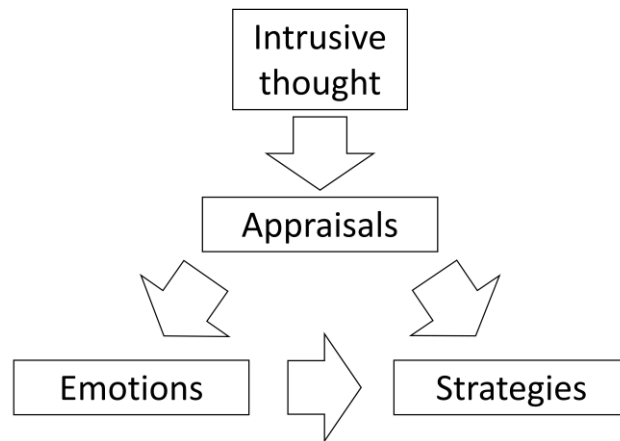 Intrusive
thought
Appraisals
Emotions
Strategies